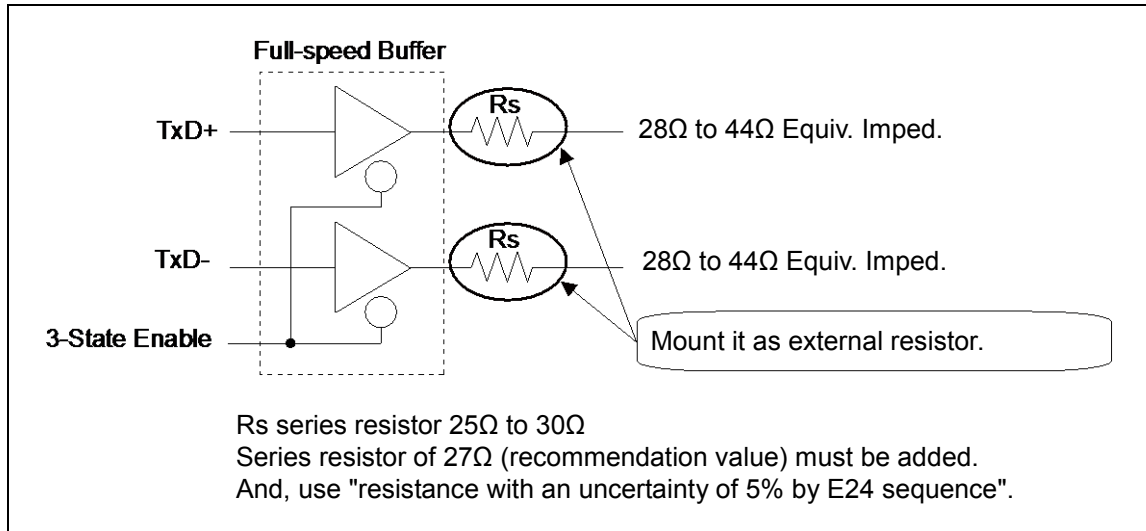 Full-speed Buffer
Rs
TxD+
28Ω to 44Ω Equiv. Imped.
Rs
TxD-
28Ω to 44Ω Equiv. Imped.
3-State Enable
Mount it as external resistor.
Rs series resistor 25Ω to 30Ω
Series resistor of 27Ω (recommendation value) must be added.
And, use "resistance with an uncertainty of 5% by E24 sequence".